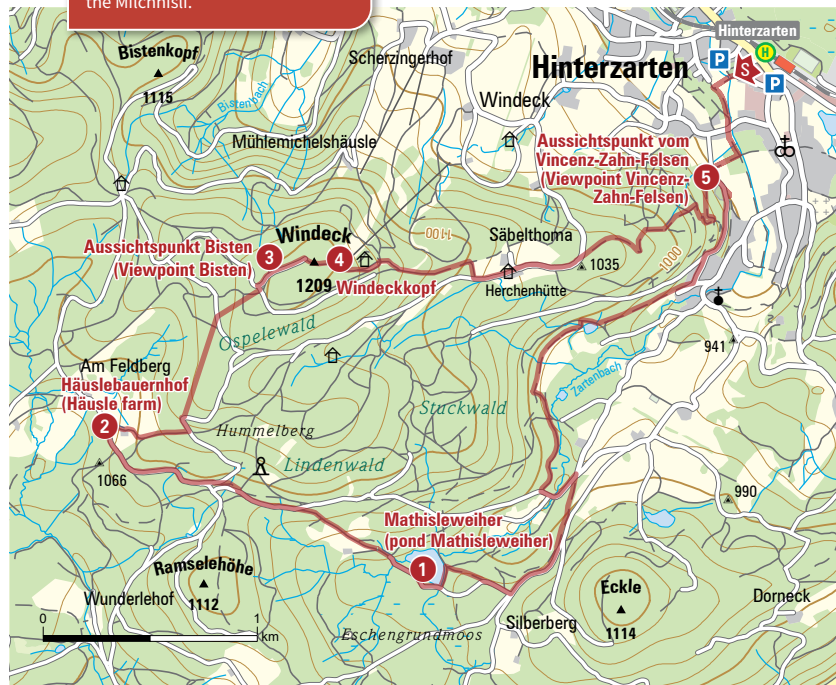 the Milchhisli.
Hinterzarten
H
P
S
P
Bistenkopf
1115
Scherzingerhof
Hinterzarten
Windeck
Bistenbach
Mühlemichelshäusle
Aussichtspunkt vom
Vincenz-Zahn-Felsen
(Viewpoint Vincenz-
Zahn-Felsen)
5
1100
Aussichtspunkt Bisten
(Viewpoint Bisten)
3
Windeck
4
1209
Windeckkopf
Säbelthoma
1035
1000
Herchenhütte
Ospelewald
941
Zartenbach
Am Feldberg
Häuslebauernhof
(Häusle farm)
2
Stuckwald
Hummelberg
Lindenwald
1066
990
Mathisleweiher
(pond Mathisleweiher)
1
Ramselehöhe
1112
Wunderlehof
Eckle
1114
Dorneck
Silberberg
Eschengrundmoos
0
1
km